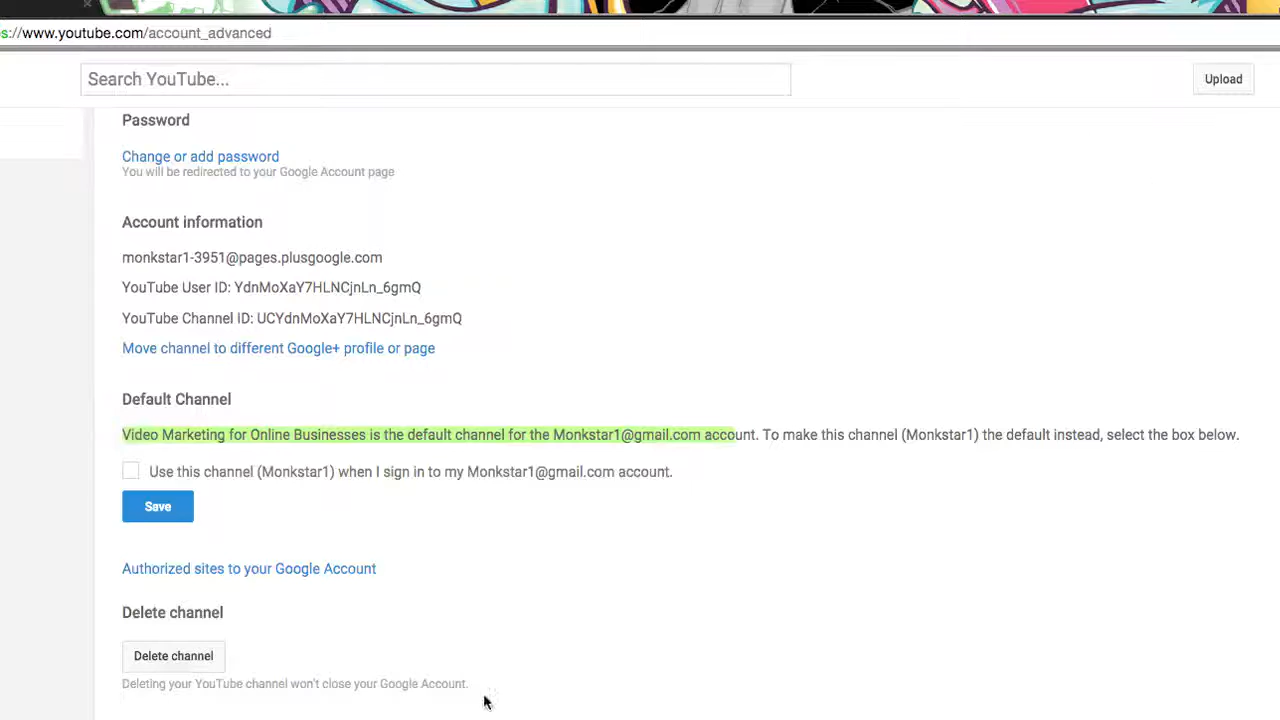 s://www.youtube.com/account_advanced
Search YouTube...
Upload
Password
Change or add password
You will be redirected to your Google Account page
Account information
monkstar1-3951@pages.plusgoogle.com
YouTube User ID: YdnMoXaY7HLNCjnLn_6gmQ
YouTube Channel ID: UCYdnMoXaY7HLNCjnLn_6gmQ
Move channel to different Google+ profile or page
Default Channel
Video Marketing for Online Businesses is the default channel for the Monkstar1@gmail.com account. To make this channel (Monkstar1) the default instead, select the box below.
Use this channel (Monkstar1) when I sign in to my Monkstar1@gmail.com account.
Save
Authorized sites to your Google Account
Delete channel
Delete channel
Deleting your YouTube channel won't close your Google Account.